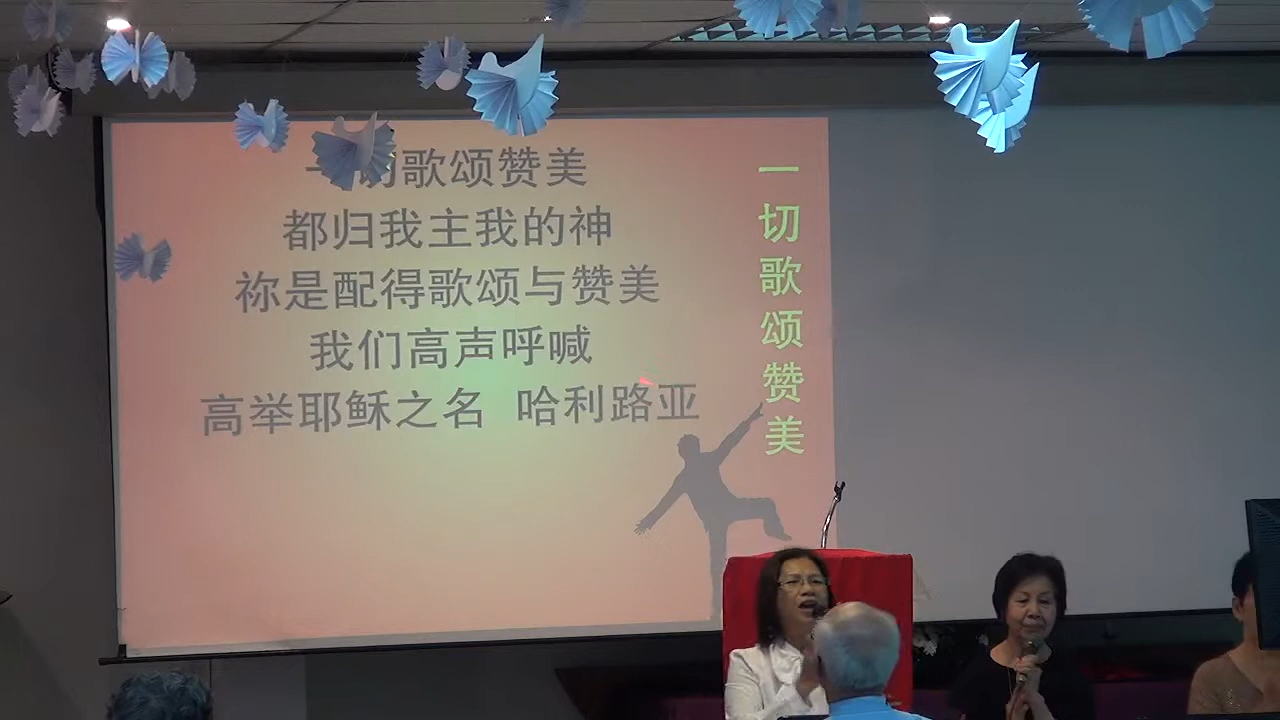 一切歌颂赞美
都归我主我的神
祢是配得歌颂与赞美
我们高声呼喊
高举耶稣之名 哈利路亚
一切歌颂赞美